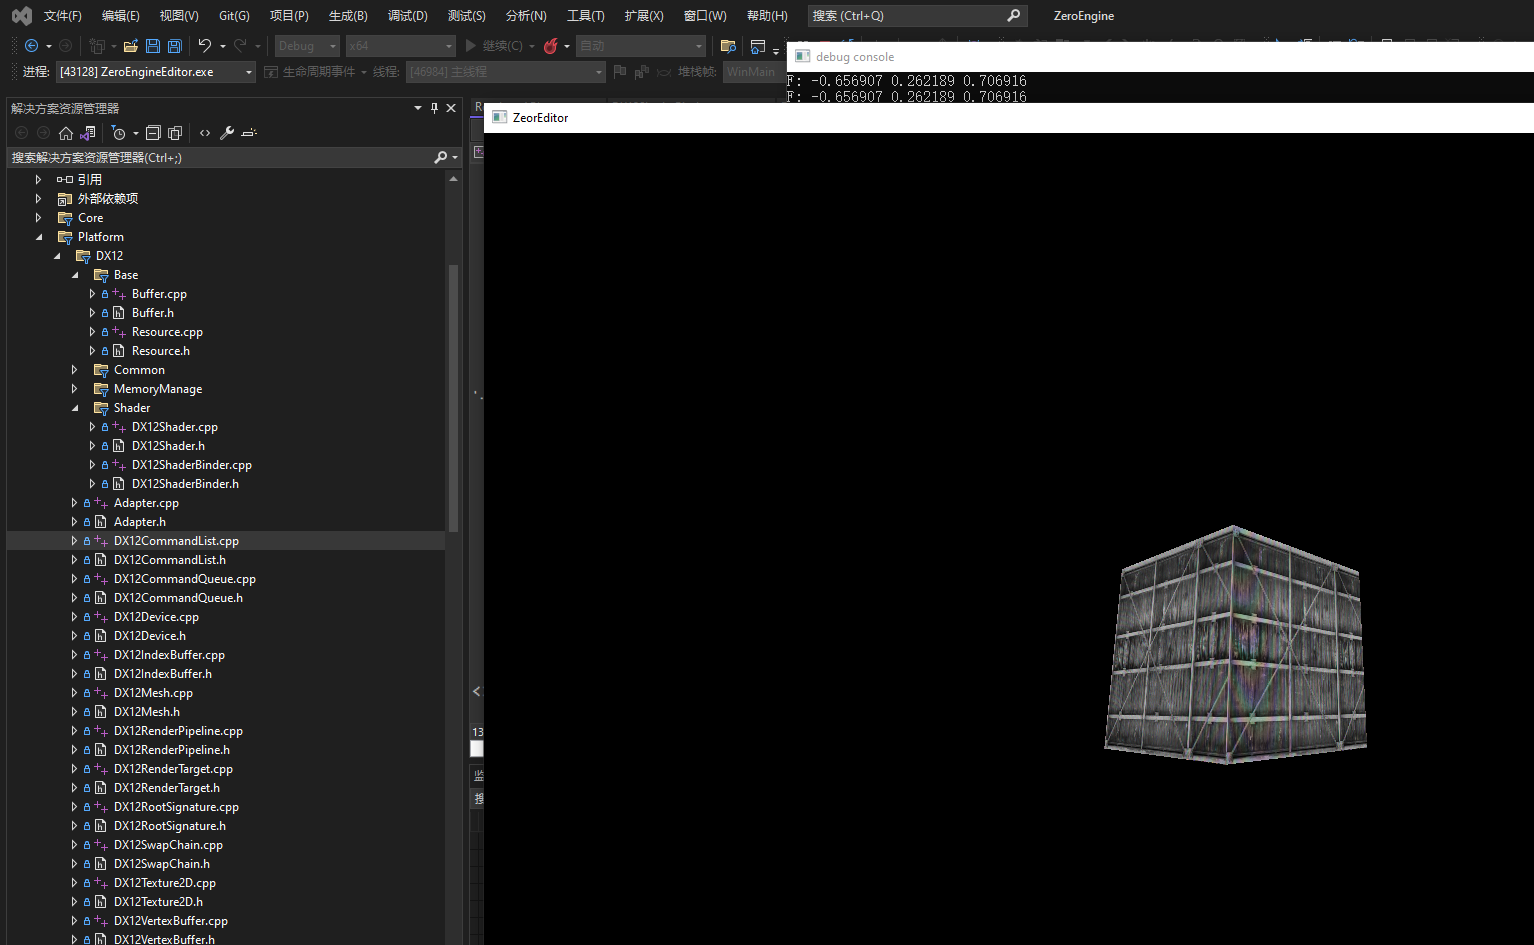 文件(F) 编辑(E) 视图(V) Git(G) 项目(P) 生成(B) 调试(D) 测试(S) 分析(N) 工具(T) 扩展(X) 窗口(W) 帮助(H) 搜索 (Ctrl+Q) ZeroEngine
Debug x64 继续(C) 自动
debug console
进程: [43128] ZeroEngineEditor.exe 生命周期事件 线程: [46984] 主线程 堆栈帧: WinMain
F: -0.656907 0.262189 0.706916
F: -0.656907 0.262189 0.706916
解决方案资源管理器
ZeorEditor
搜索解决方案资源管理器(Ctrl+;)
引用
外部依赖项
Core
Platform
DX12
Base
Buffer.cpp
Buffer.h
Resource.cpp
Resource.h
Common
MemoryManage
Shader
DX12Shader.cpp
DX12Shader.h
DX12ShaderBinder.cpp
DX12ShaderBinder.h
Adapter.cpp
Adapter.h
DX12CommandList.cpp
DX12CommandList.h
DX12CommandQueue.cpp
DX12CommandQueue.h
DX12Device.cpp
DX12Device.h
DX12IndexBuffer.cpp
DX12IndexBuffer.h
DX12Mesh.cpp
DX12Mesh.h
DX12RenderPipeline.cpp
DX12RenderPipeline.h
DX12RenderTarget.cpp
DX12RenderTarget.h
DX12RootSignature.cpp
DX12RootSignature.h
DX12SwapChain.cpp
DX12SwapChain.h
DX12Texture2D.cpp
DX12Texture2D.h
DX12VertexBuffer.cpp
DX12VertexBuffer.h
13
监
搜